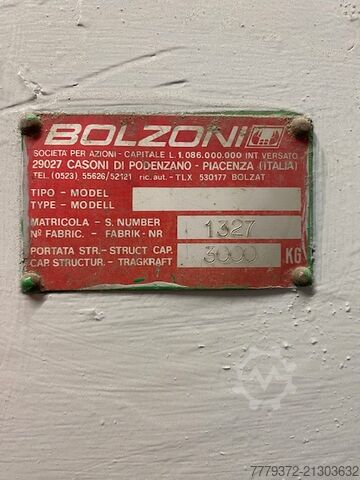 BOLZONI
SOCIETÀ PER AZIONI - CAPITALE L. 1.086.000.000 INT. VERSATO
29027 CASONI DI PODENZANO - PIACENZA (ITALIA)
TEL. (0523) 55626/52121 ric. aut. - TLX 530177 BOLZAT
TIPO - MODEL
TYPE - MODELL
MATRICOLA - S. NUMBER 1327
Nº FABRIC. - FABRIK-NR
PORTATA STR. - STRUCT CAP. 3000 KG
CAP. STRUCTUR. - TRAGKRAFT
7779372-21303632